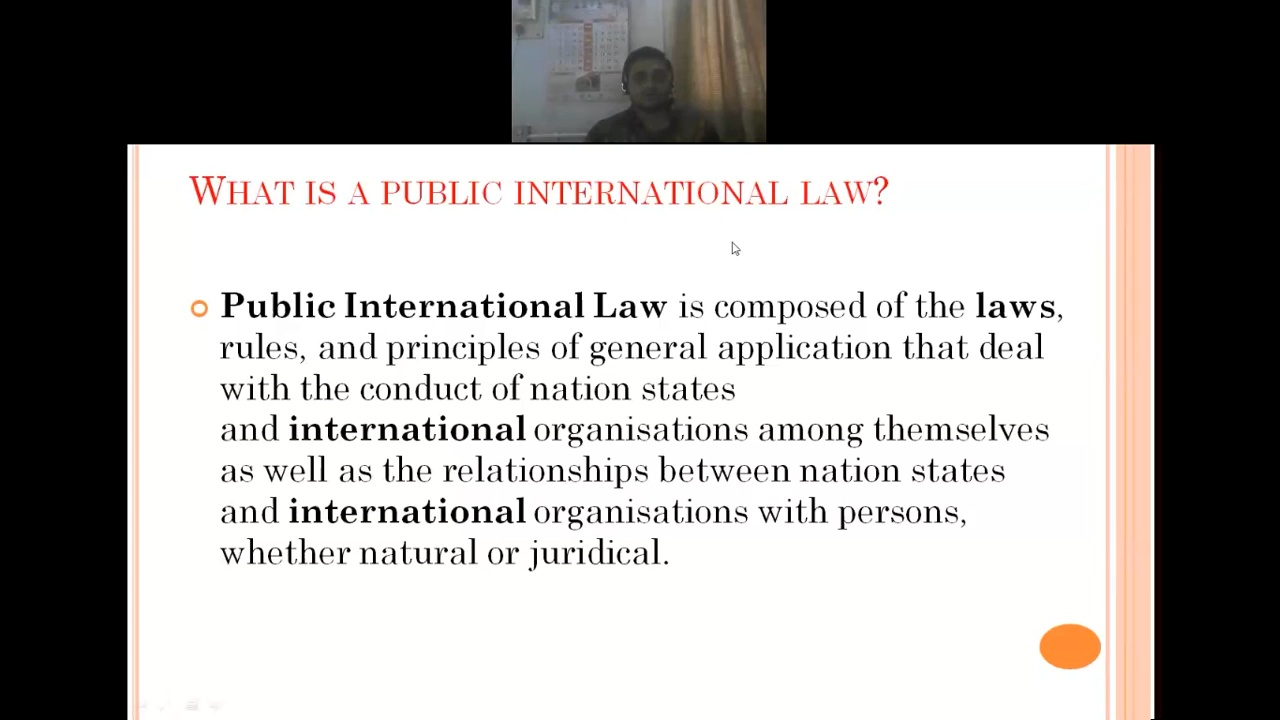 WHAT IS A PUBLIC INTERNATIONAL LAW?
Public International Law is composed of the laws,
rules, and principles of general application that deal
with the conduct of nation states
and international organisations among themselves
as well as the relationships between nation states
and international organisations with persons,
whether natural or juridical.